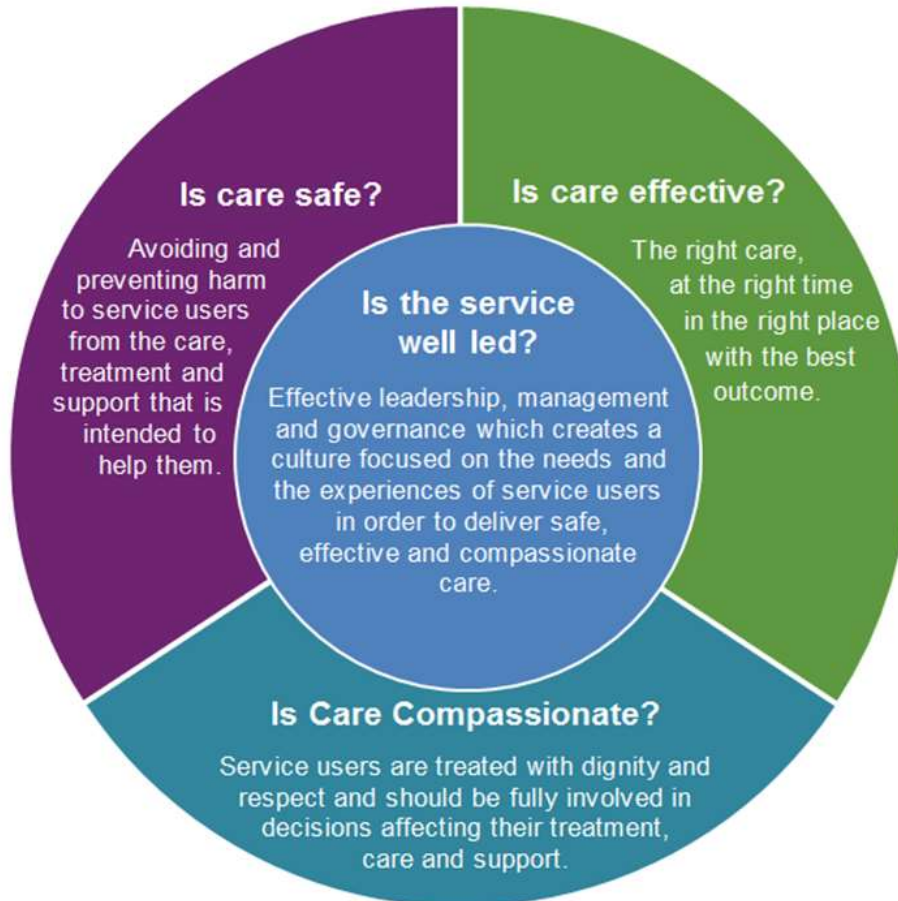 Is care safe?
Avoiding and
preventing harm
to service users
from the care,
treatment and
support that is
intended to
help them.
Is care effective?
The right care,
at the right time
in the right place
with the best
outcome.
Is the service
well led?
Effective leadership, management
and governance which creates a
culture focused on the needs and
the experiences of service users
in order to deliver safe,
effective and compassionate
care.
Is Care Compassionate?
Service users are treated with dignity and
respect and should be fully involved in
decisions affecting their treatment,
care and support.